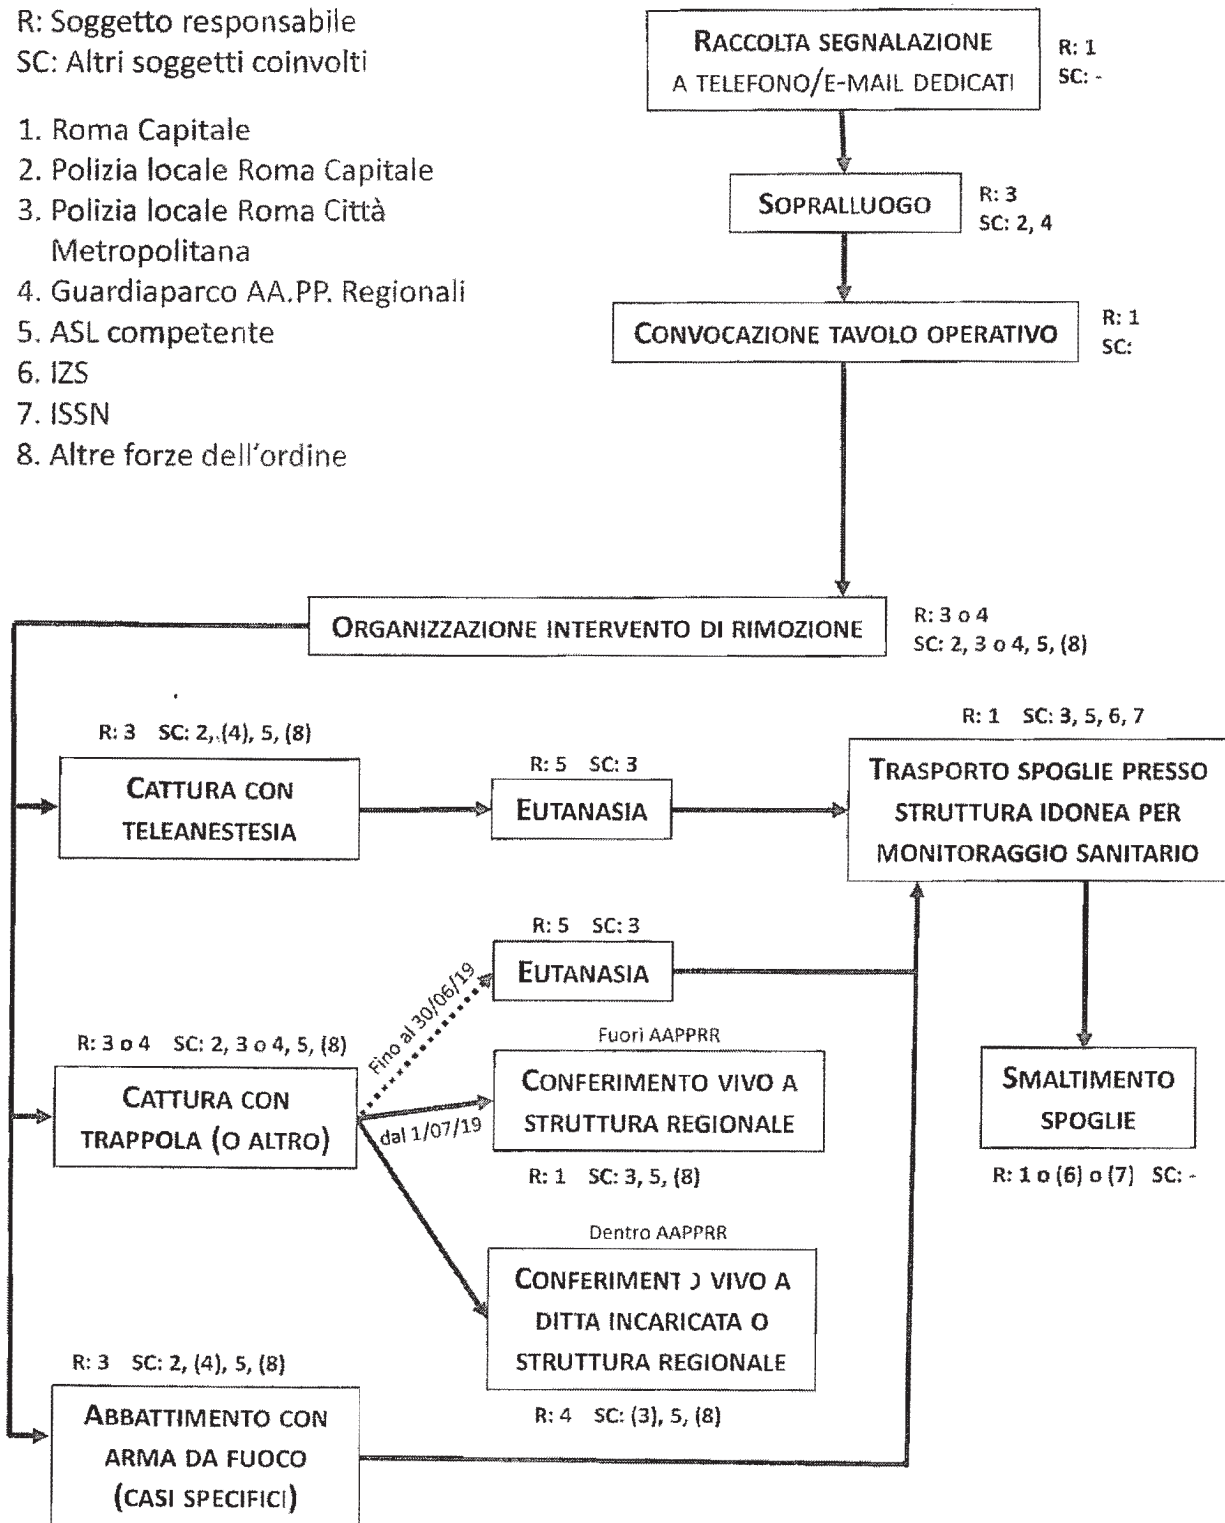 R: Soggetto responsabile
SC: Altri soggetti coinvolti
1. Roma Capitale
2. Polizia locale Roma Capitale
3. Polizia locale Roma Città
Metropolitana
4. Guardiaparco AA.PP. Regionali
5. ASL competente
6. IZS
7. ISSN
8. Altre forze dell'ordine
RACCOLTA SEGNALAZIONE
A TELEFONO/E-MAIL DEDICATI
R: 1
SC: -
SOPRALLUOGO
R: 3
SC: 2, 4
CONVOCAZIONE TAVOLO OPERATIVO
R: 1
SC:
ORGANIZZAZIONE INTERVENTO DI RIMOZIONE
R: 3 o 4
SC: 2, 3 o 4, 5, (8)
R: 3 SC: 2, (4), 5, (8)
CATTURA CON
TELEANESTESIA
R: 5 SC: 3
EUTANASIA
R: 1 SC: 3, 5, 6, 7
TRASPORTO SPOGLIE PRESSO
STRUTTURA IDONEA PER
MONITORAGGIO SANITARIO
R: 5 SC: 3
EUTANASIA
Fino al 30/06/19
R: 3 o 4 SC: 2, 3 o 4, 5, (8)
CATTURA CON
TRAPPOLA (O ALTRO)
dal 1/07/19
Fuori AAPPRR
CONFERIMENTO VIVO A
STRUTTURA REGIONALE
R: 1 SC: 3, 5, (8)
SMALTIMENTO
SPOGLIE
R: 1 o (6) o (7) SC: -
Dentro AAPPRR
CONFERIMENTO VIVO A
DITTA INCARICATA O
STRUTTURA REGIONALE
R: 4 SC: (3), 5, (8)
R: 3 SC: 2, (4), 5, (8)
ABBATTIMENTO CON
ARMA DA FUOCO
(CASI SPECIFICI)